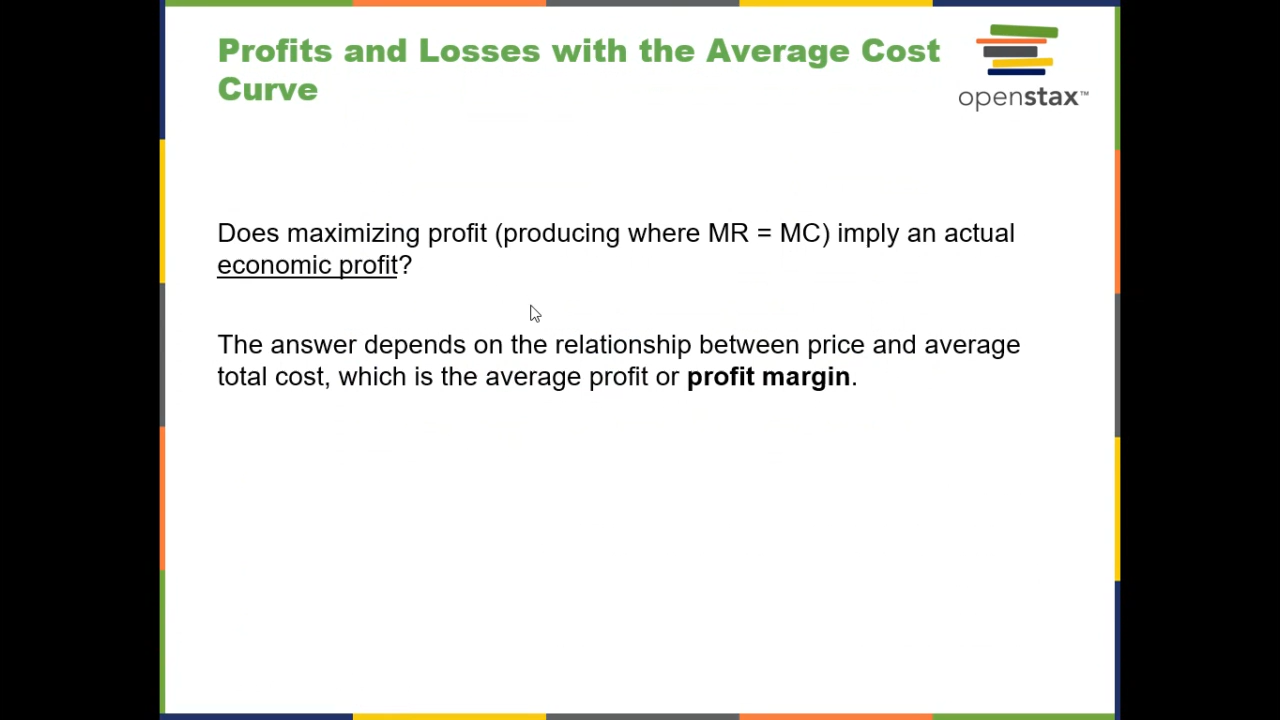 Profits and Losses with the Average Cost
Curve
openstax™
Does maximizing profit (producing where MR = MC) imply an actual
economic profit?
The answer depends on the relationship between price and average
total cost, which is the average profit or profit margin.